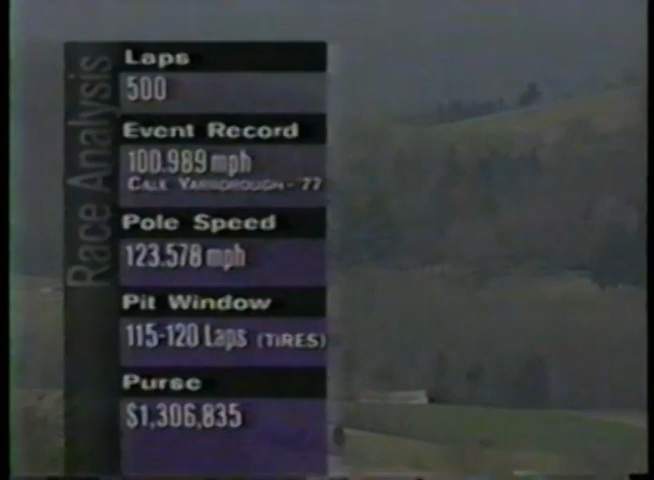 Race Analysis
Laps
500
Event Record
100.989 mph
CALE YARBOROUGH - '77
Pole Speed
123.578 mph
Pit Window
115-120 Laps (TIRES)
Purse
$1,306,835